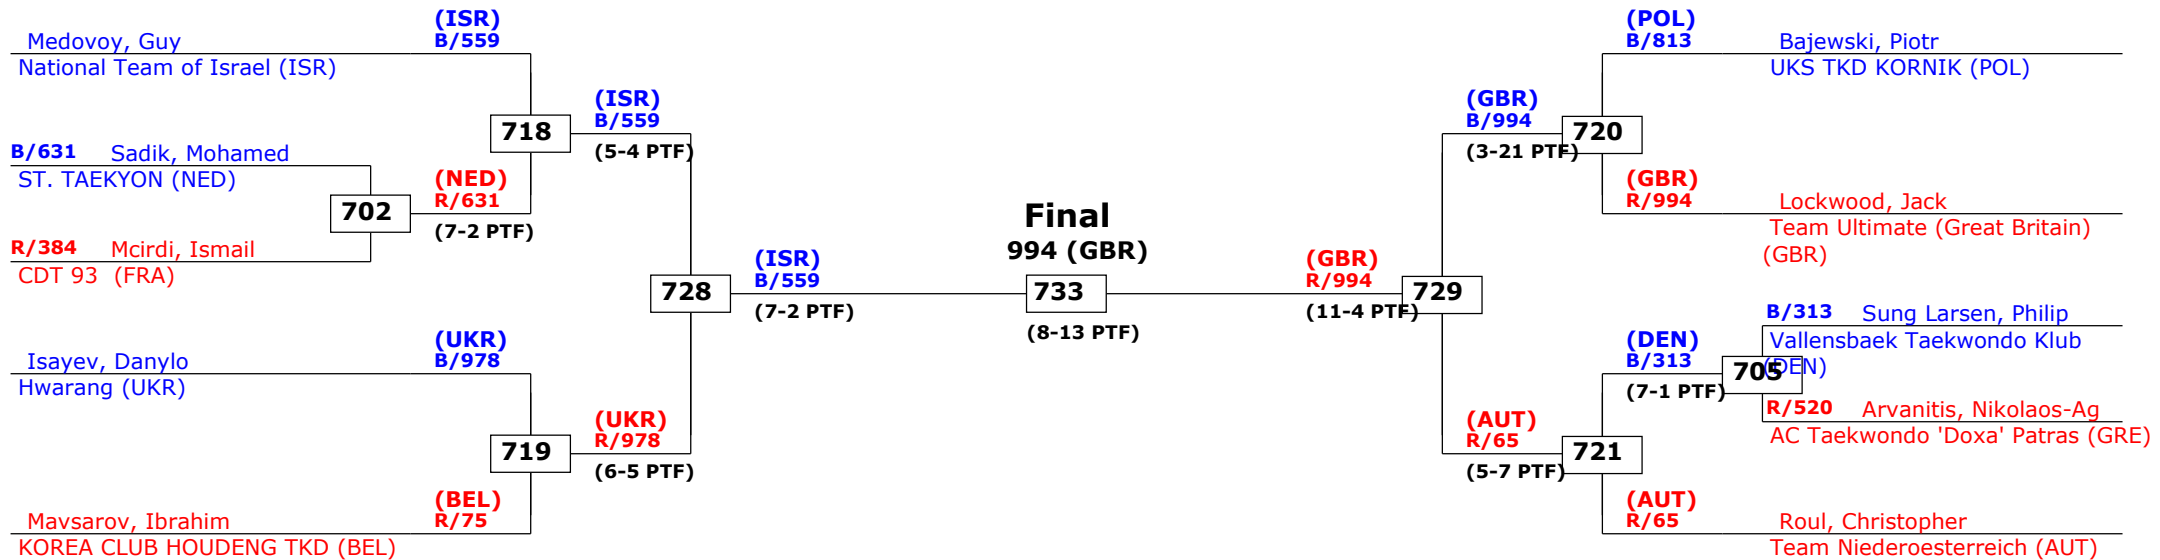 (ISR)
B/559
Medovoy, Guy
National Team of Israel (ISR)
B/631 Sadik, Mohamed
ST. TAEKYON (NED)
702
R/384 Mcirdi, Ismail
CDT 93 (FRA)
(NED)
R/631
(7-2 PTF)
718
(ISR)
B/559
(5-4 PTF)
(UKR)
B/978
Isayev, Danylo
Hwarang (UKR)
719
(UKR)
R/978
(6-5 PTF)
(BEL)
R/75
Mavsarov, Ibrahim
KOREA CLUB HOUDENG TKD (BEL)
728
(ISR)
B/559
(7-2 PTF)
Final
994 (GBR)
733
(8-13 PTF)
(GBR)
R/994
(11-4 PTF)
729
(GBR)
B/994
(3-21 PTF)
720
(POL)
B/813
Bajewski, Piotr
UKS TKD KORNIK (POL)
(GBR)
R/994
Lockwood, Jack
Team Ultimate (Great Britain)
(GBR)
B/313 Sung Larsen, Philip
Vallensbaek Taekwondo Klub
(DEN)
705
(DEN)
B/313
(7-1 PTF)
R/520 Arvanitis, Nikolaos-Ag
AC Taekwondo 'Doxa' Patras (GRE)
(AUT)
R/65
(5-7 PTF)
721
(AUT)
R/65
Roul, Christopher
Team Niederoesterreich (AUT)